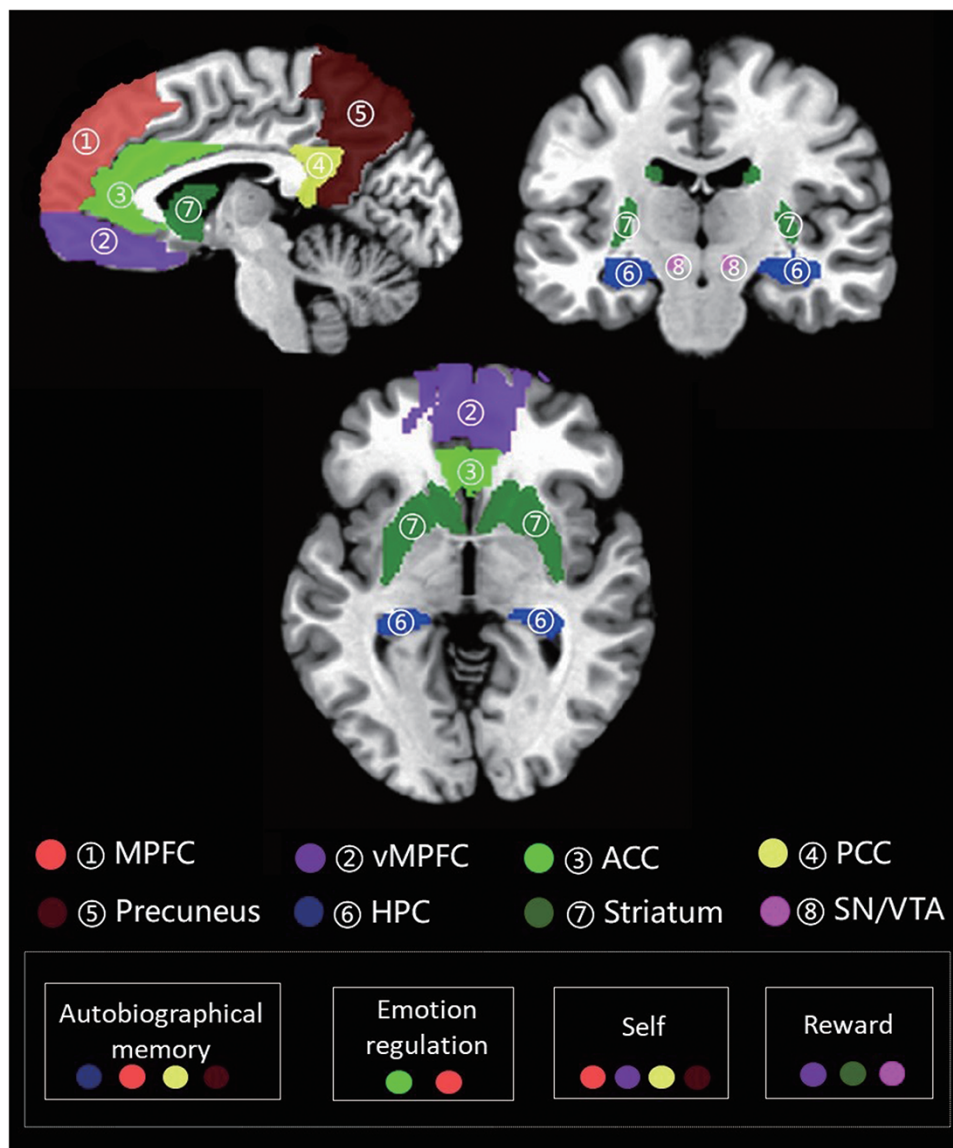 ① ⑤ ④ ③ ⑦ ②
⑦ ⑦ ⑥ ⑧ ⑧ ⑥
②
③
⑦ ⑦
⑥ ⑥
① MPFC ② vMPFC ③ ACC ④ PCC
⑤ Precuneus ⑥ HPC ⑦ Striatum ⑧ SN/VTA
Autobiographical
memory
Emotion
regulation
Self
Reward